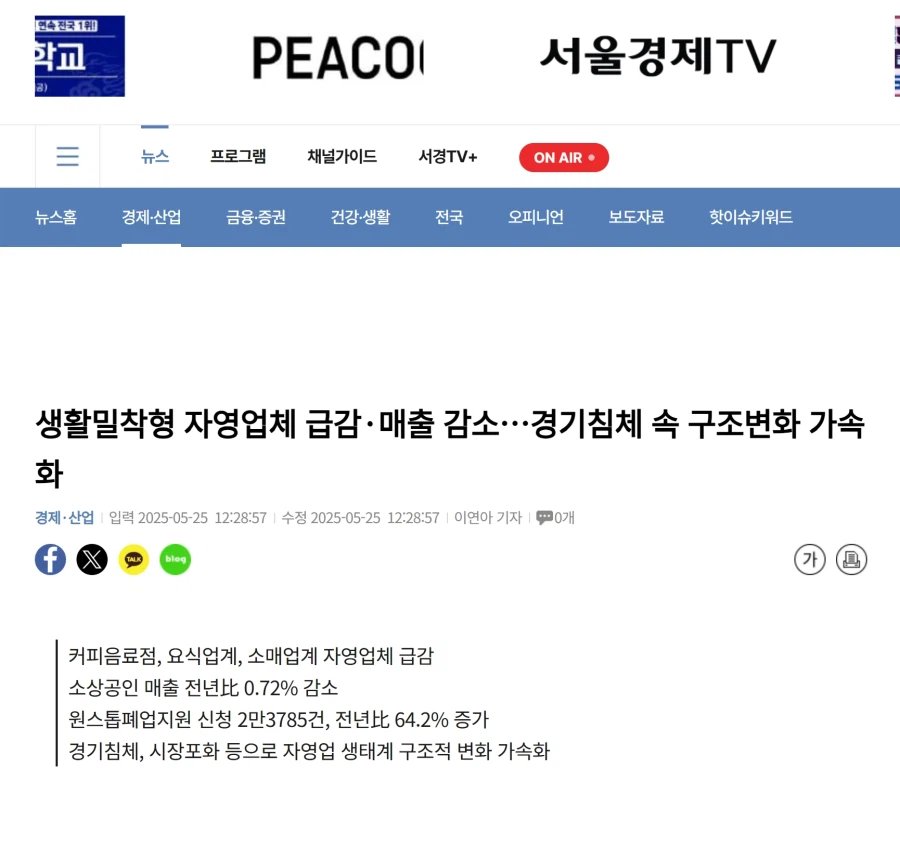 연속 전국 1위!
학교
공)
PEACO
서울경제TV
뉴스
프로그램
채널가이드
서경TV+
ON AIR
뉴스홈
경제·산업
금융·증권
건강·생활
전국
오피니언
보도자료
핫이슈키워드
생활밀착형 자영업체 급감·매출 감소…경기침체 속 구조변화 가속
화
경제·산업 | 입력 2025-05-25 12:28:57 | 수정 2025-05-25 12:28:57 | 이연아 기자 | 0개
f X TALK blog
가
커피음료점, 요식업계, 소매업계 자영업체 급감
소상공인 매출 전년比 0.72% 감소
원스톱폐업지원 신청 2만3785건, 전년比 64.2% 증가
경기침체, 시장포화 등으로 자영업 생태계 구조적 변화 가속화